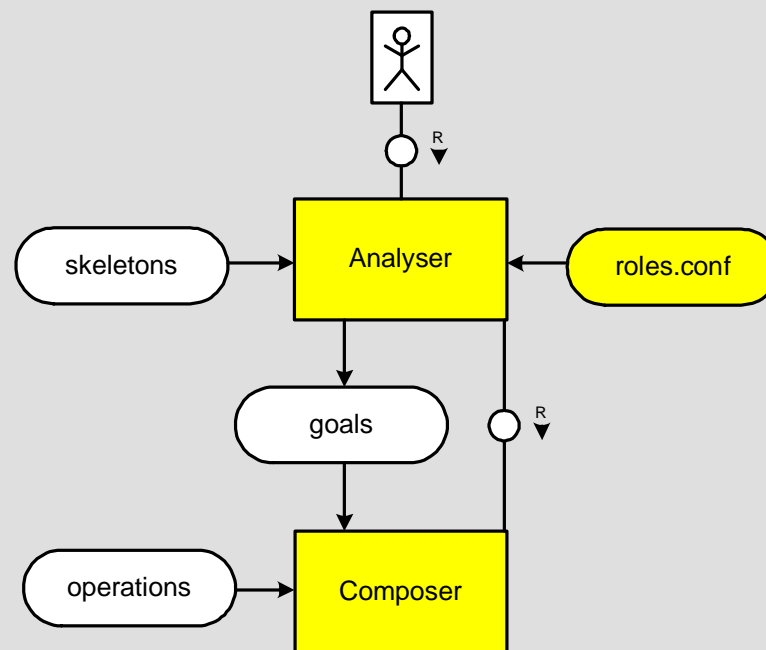 R
skeletons
Analyser
roles.conf
goals
R
operations
Composer